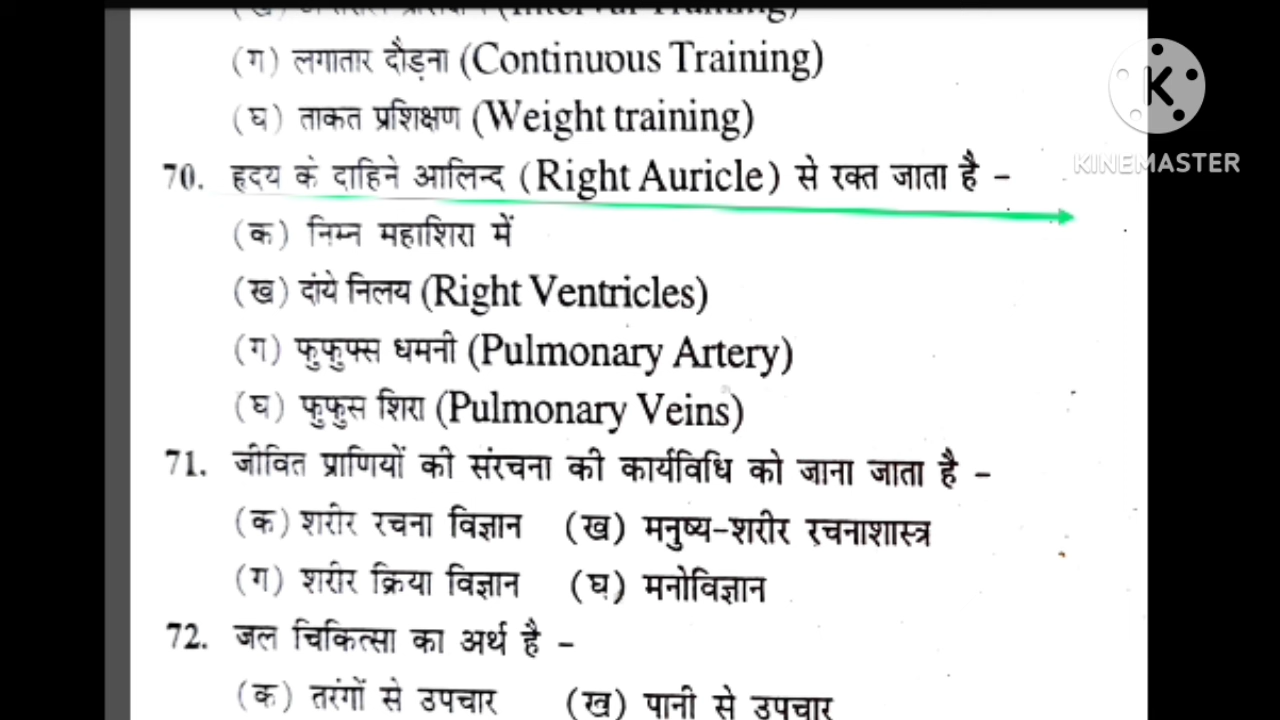 (ग) लगातार दौड़ना (Continuous Training)
(घ) ताकत प्रशिक्षण (Weight training)
KINEMASTER
70. हृदय के दाहिने आलिन्द (Right Auricle) से रक्त जाता है -
(क) निम्न महाशिरा में
(ख) दांये निलय (Right Ventricles)
(ग) फुफुफ्स धमनी (Pulmonary Artery)
(घ) फुफुस शिरा (Pulmonary Veins)
71. जीवित प्राणियों की संरचना की कार्यविधि को जाना जाता है -
(क) शरीर रचना विज्ञान (ख) मनुष्य-शरीर रचनाशास्त्र
(ग) शरीर क्रिया विज्ञान (घ) मनोविज्ञान
72. जल चिकित्सा का अर्थ है -
(क) तरंगों से उपचार (ख) पानी से उपचार